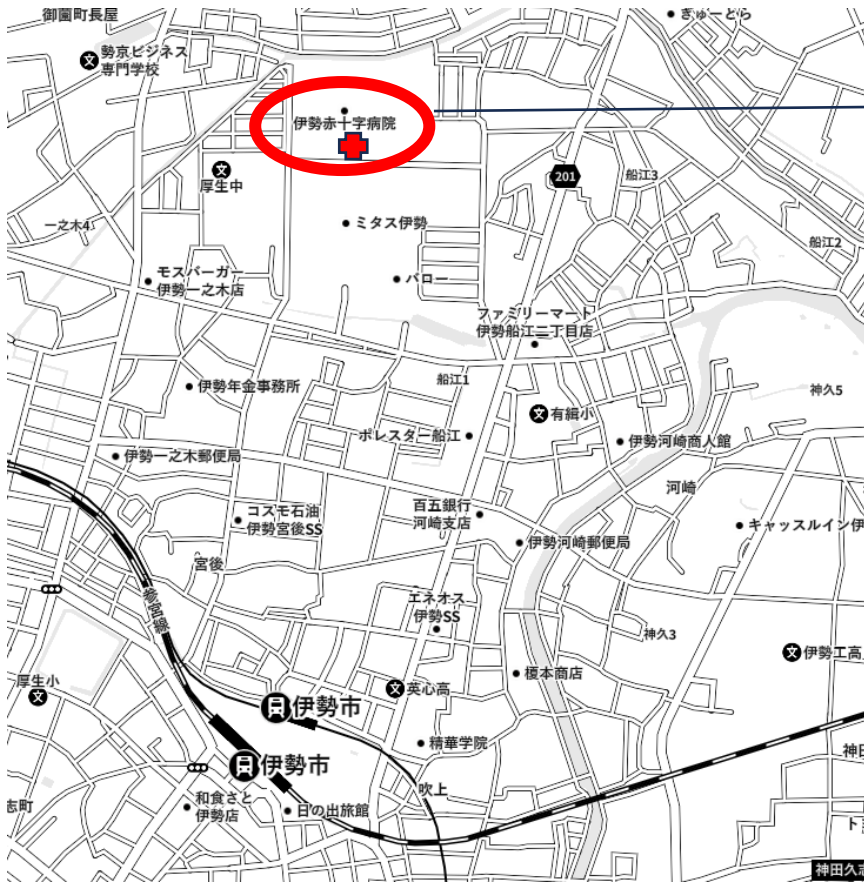 御薗町長屋
ぎゅーとら
勢京ビジネス
専門学校
伊勢赤十字病院
厚生中
201
船江3
一之木4
ミタス伊勢
船江2
モスバーガー
伊勢一之木店
バロー
ファミリーマート
伊勢船江二丁目店
船江1
伊勢年金事務所
神久5
有緝小
ポレスター船江
伊勢河崎商人館
伊勢一之木郵便局
河崎
コスモ石油
伊勢宮後SS
百五銀行
河崎支店
キャッスルイン伊
伊勢河崎郵便局
宮後
エネオス
伊勢SS
参宮線
神久3
伊勢工高
榎本商店
厚生小
英心高
伊勢市
精華学院
伊勢市
神田
吹上
和食さと
伊勢店
日の出旅館
志町
ト
神田久志